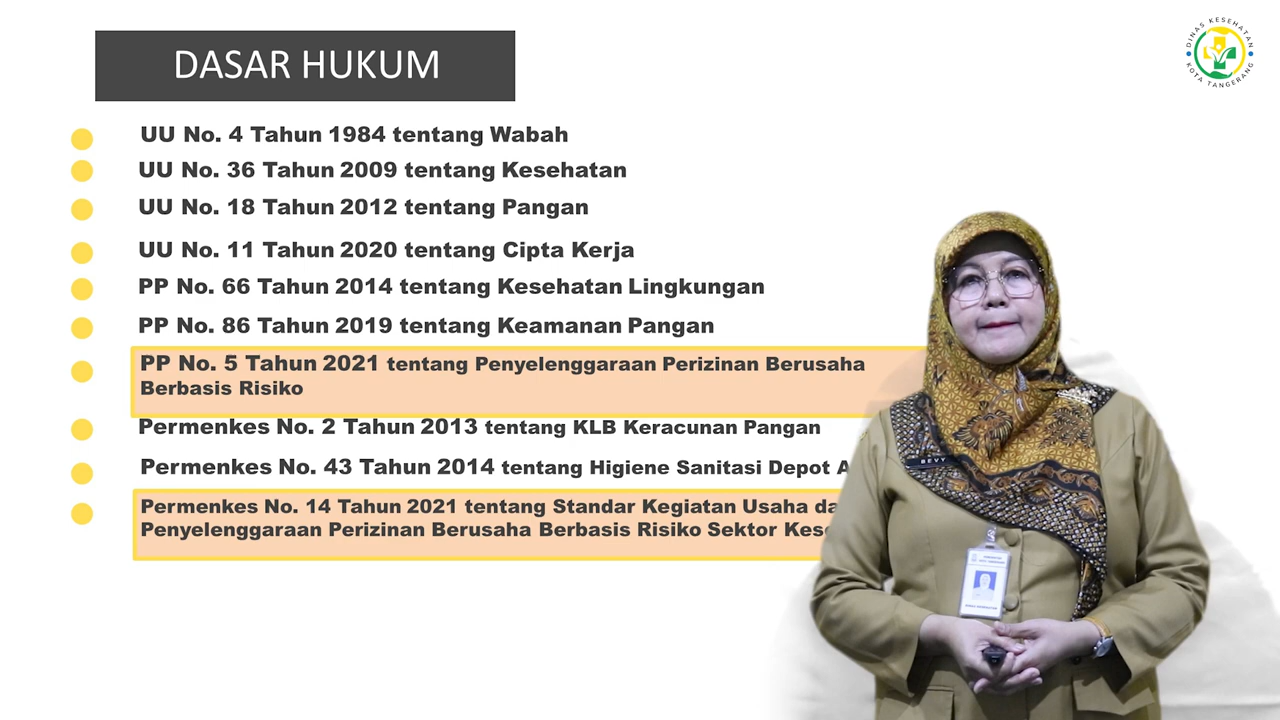 DASAR HUKUM
DINAS KESEHATAN
KOTA TANGERANG
UU No. 4 Tahun 1984 tentang Wabah
UU No. 36 Tahun 2009 tentang Kesehatan
UU No. 18 Tahun 2012 tentang Pangan
UU No. 11 Tahun 2020 tentang Cipta Kerja
PP No. 66 Tahun 2014 tentang Kesehatan Lingkungan
PP No. 86 Tahun 2019 tentang Keamanan Pangan
PP No. 5 Tahun 2021 tentang Penyelenggaraan Perizinan Berusaha
Berbasis Risiko
Permenkes No. 2 Tahun 2013 tentang KLB Keracunan Pangan
Permenkes No. 43 Tahun 2014 tentang Higiene Sanitasi Depot
Permenkes No. 14 Tahun 2021 tentang Standar Kegiatan Usaha
Penyelenggaraan Perizinan Berusaha Berbasis Risiko Sektor
BEVY